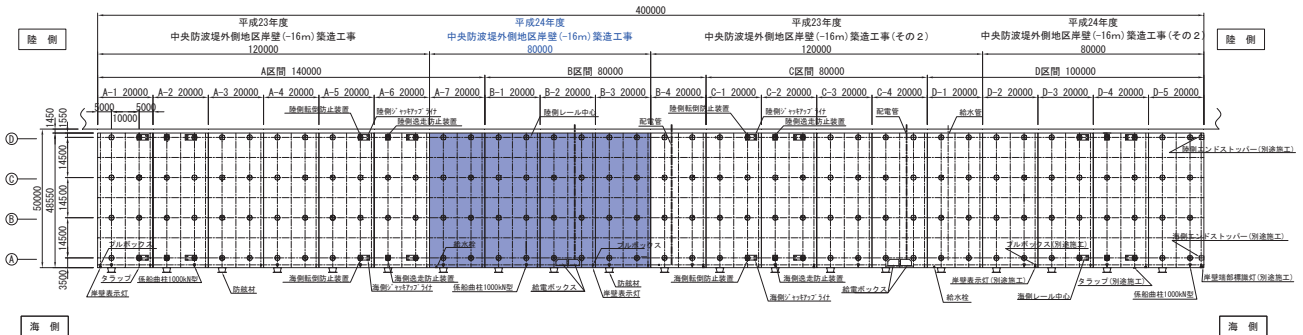 400000
平成23年度
中央防波堤外側地区岸壁(-16m)築造工事
120000
平成24年度
中央防波堤外側地区岸壁(-16m)築造工事
80000
平成23年度
中央防波堤外側地区岸壁(-16m)築造工事(その2)
120000
平成24年度
中央防波堤外側地区岸壁(-16m)築造工事(その2)
80000
陸 側
陸 側
A区間 140000
B区間 80000
C区間 80000
D区間 100000
A-1 20000
A-2 20000
A-3 20000
A-4 20000
A-5 20000
A-6 20000
A-7 20000
B-1 20000
B-2 20000
B-3 20000
B-4 20000
C-1 20000
C-2 20000
C-3 20000
C-4 20000
D-1 20000
D-2 20000
D-3 20000
D-4 20000
D-5 20000
5000
5000
10000
1450
1550
陸側転倒防止装置
陸側ジャッキアップライナ
陸側逸走防止装置
陸側レール中心
配電管
陸側転倒防止装置
陸側ジャッキアップライナ
陸側逸走防止装置
配電管
給水管
陸側エンドストッパー(別途施工)
D
C
B
A
50000
48550
14500
14500
14500
3500
プルボックス
タラップ
岸壁表示灯
係船曲柱1000kN型
防舷材
海側転倒防止装置
海側ジャッキアップライナ
海側逸走防止装置
給水栓
係船曲柱1000kN型
給電ボックス
プルボックス
防舷材
岸壁表示灯
海側転倒防止装置
海側ジャッキアップライナ
海側逸走防止装置
給電ボックス
給水栓
岸壁表示灯(別途施工)
プルボックス(別途施工)
海側レール中心
タラップ(別途施工)
係船曲柱1000kN型
海側エンドストッパー(別途施工)
岸壁端部標識灯(別途施工)
海 側
海 側